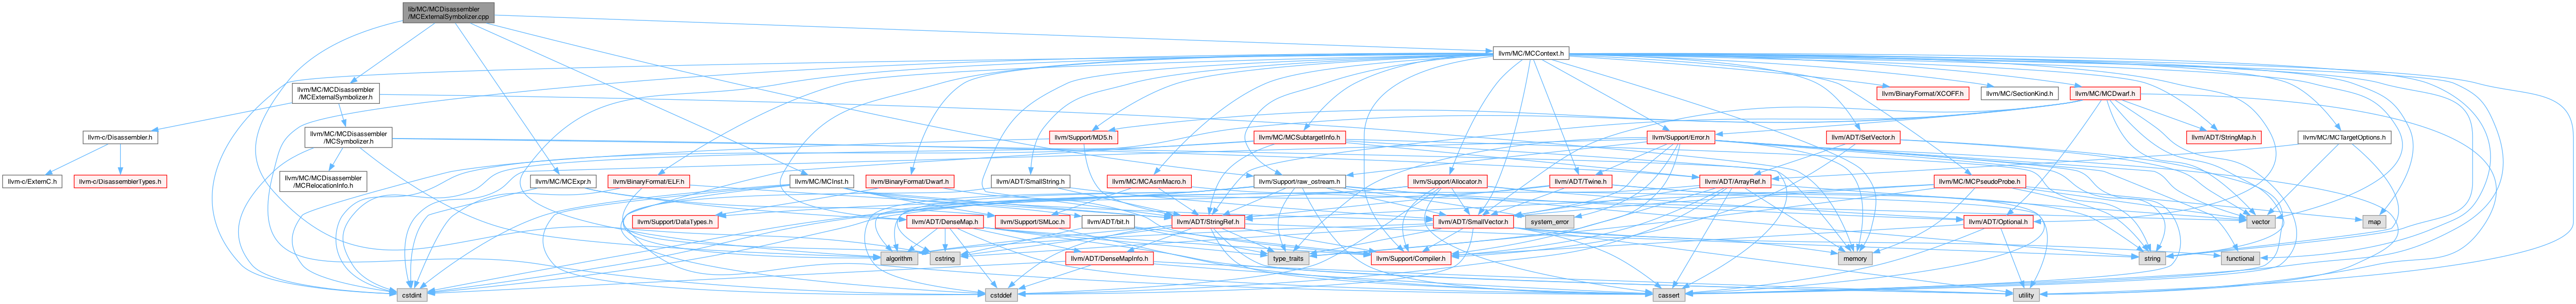 lib/MC/MCDisassembler
/MCExternalSymbolizer.cpp
llvm/MC/MCContext.h
llvm/MC/MCDisassembler
/MCExternalSymbolizer.h
llvm/BinaryFormat/XCOFF.h
llvm/MC/SectionKind.h
llvm/MC/MCDwarf.h
llvm-c/Disassembler.h
llvm/MC/MCDisassembler
/MCSymbolizer.h
llvm/Support/MD5.h
llvm/MC/MCSubtargetInfo.h
llvm/Support/Error.h
llvm/ADT/SetVector.h
llvm/ADT/StringMap.h
llvm/MC/MCTargetOptions.h
llvm-c/ExternC.h
llvm-c/DisassemblerTypes.h
llvm/MC/MCDisassembler
/MCRelocationInfo.h
llvm/MC/MCExpr.h
llvm/BinaryFormat/ELF.h
llvm/MC/MCInst.h
llvm/BinaryFormat/Dwarf.h
llvm/ADT/SmallString.h
llvm/MC/MCAsmMacro.h
llvm/Support/raw_ostream.h
llvm/Support/Allocator.h
llvm/ADT/Twine.h
llvm/ADT/ArrayRef.h
llvm/MC/MCPseudoProbe.h
llvm/Support/DataTypes.h
llvm/ADT/DenseMap.h
llvm/Support/SMLoc.h
llvm/ADT/bit.h
llvm/ADT/StringRef.h
llvm/ADT/SmallVector.h
system_error
llvm/ADT/Optional.h
vector
map
algorithm
cstring
llvm/ADT/DenseMapInfo.h
type_traits
llvm/Support/Compiler.h
memory
string
functional
cstdint
cstddef
cassert
utility